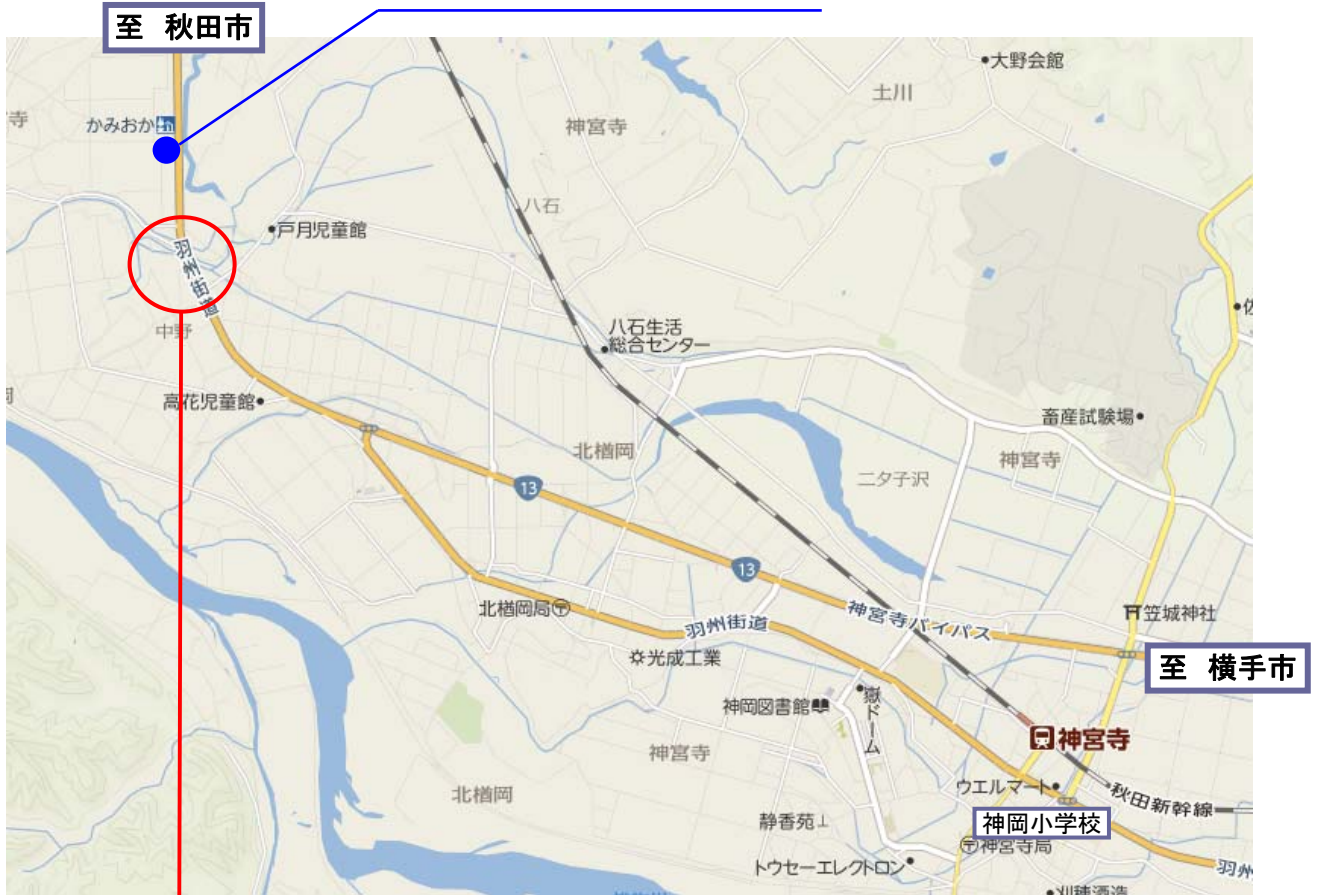 至 秋田市
大野会館
土川
寺
かみおか
神宮寺
八石
戸月児童館
羽州街道
中野
八石生活
総合センター
高花児童館
畜産試験場
北楢岡
神宮寺
二タ子沢
13
13
北楢岡局
神宮寺バイパス
笠城神社
羽州街道
至 横手市
光成工業
神岡図書館
嶽ドーム
神宮寺
神宮寺
北楢岡
ウエルマート
秋田新幹線
静香苑
神岡小学校
神宮寺局
トウセーエレクトロン
羽州
刈穂酒造